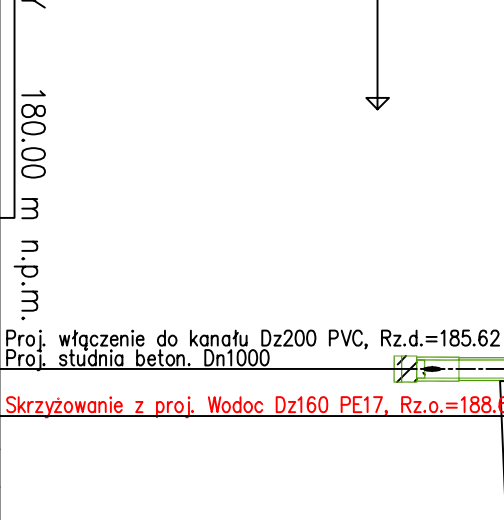 180.00 m n.p.m.
Proj. włączenie do kanału Dz200 PVC, Rz.d.=185.62
Proj. studnia beton. Dn1000
Skrzyżowanie z proj. Wodoc Dz160 PE17, Rz.o.=188.